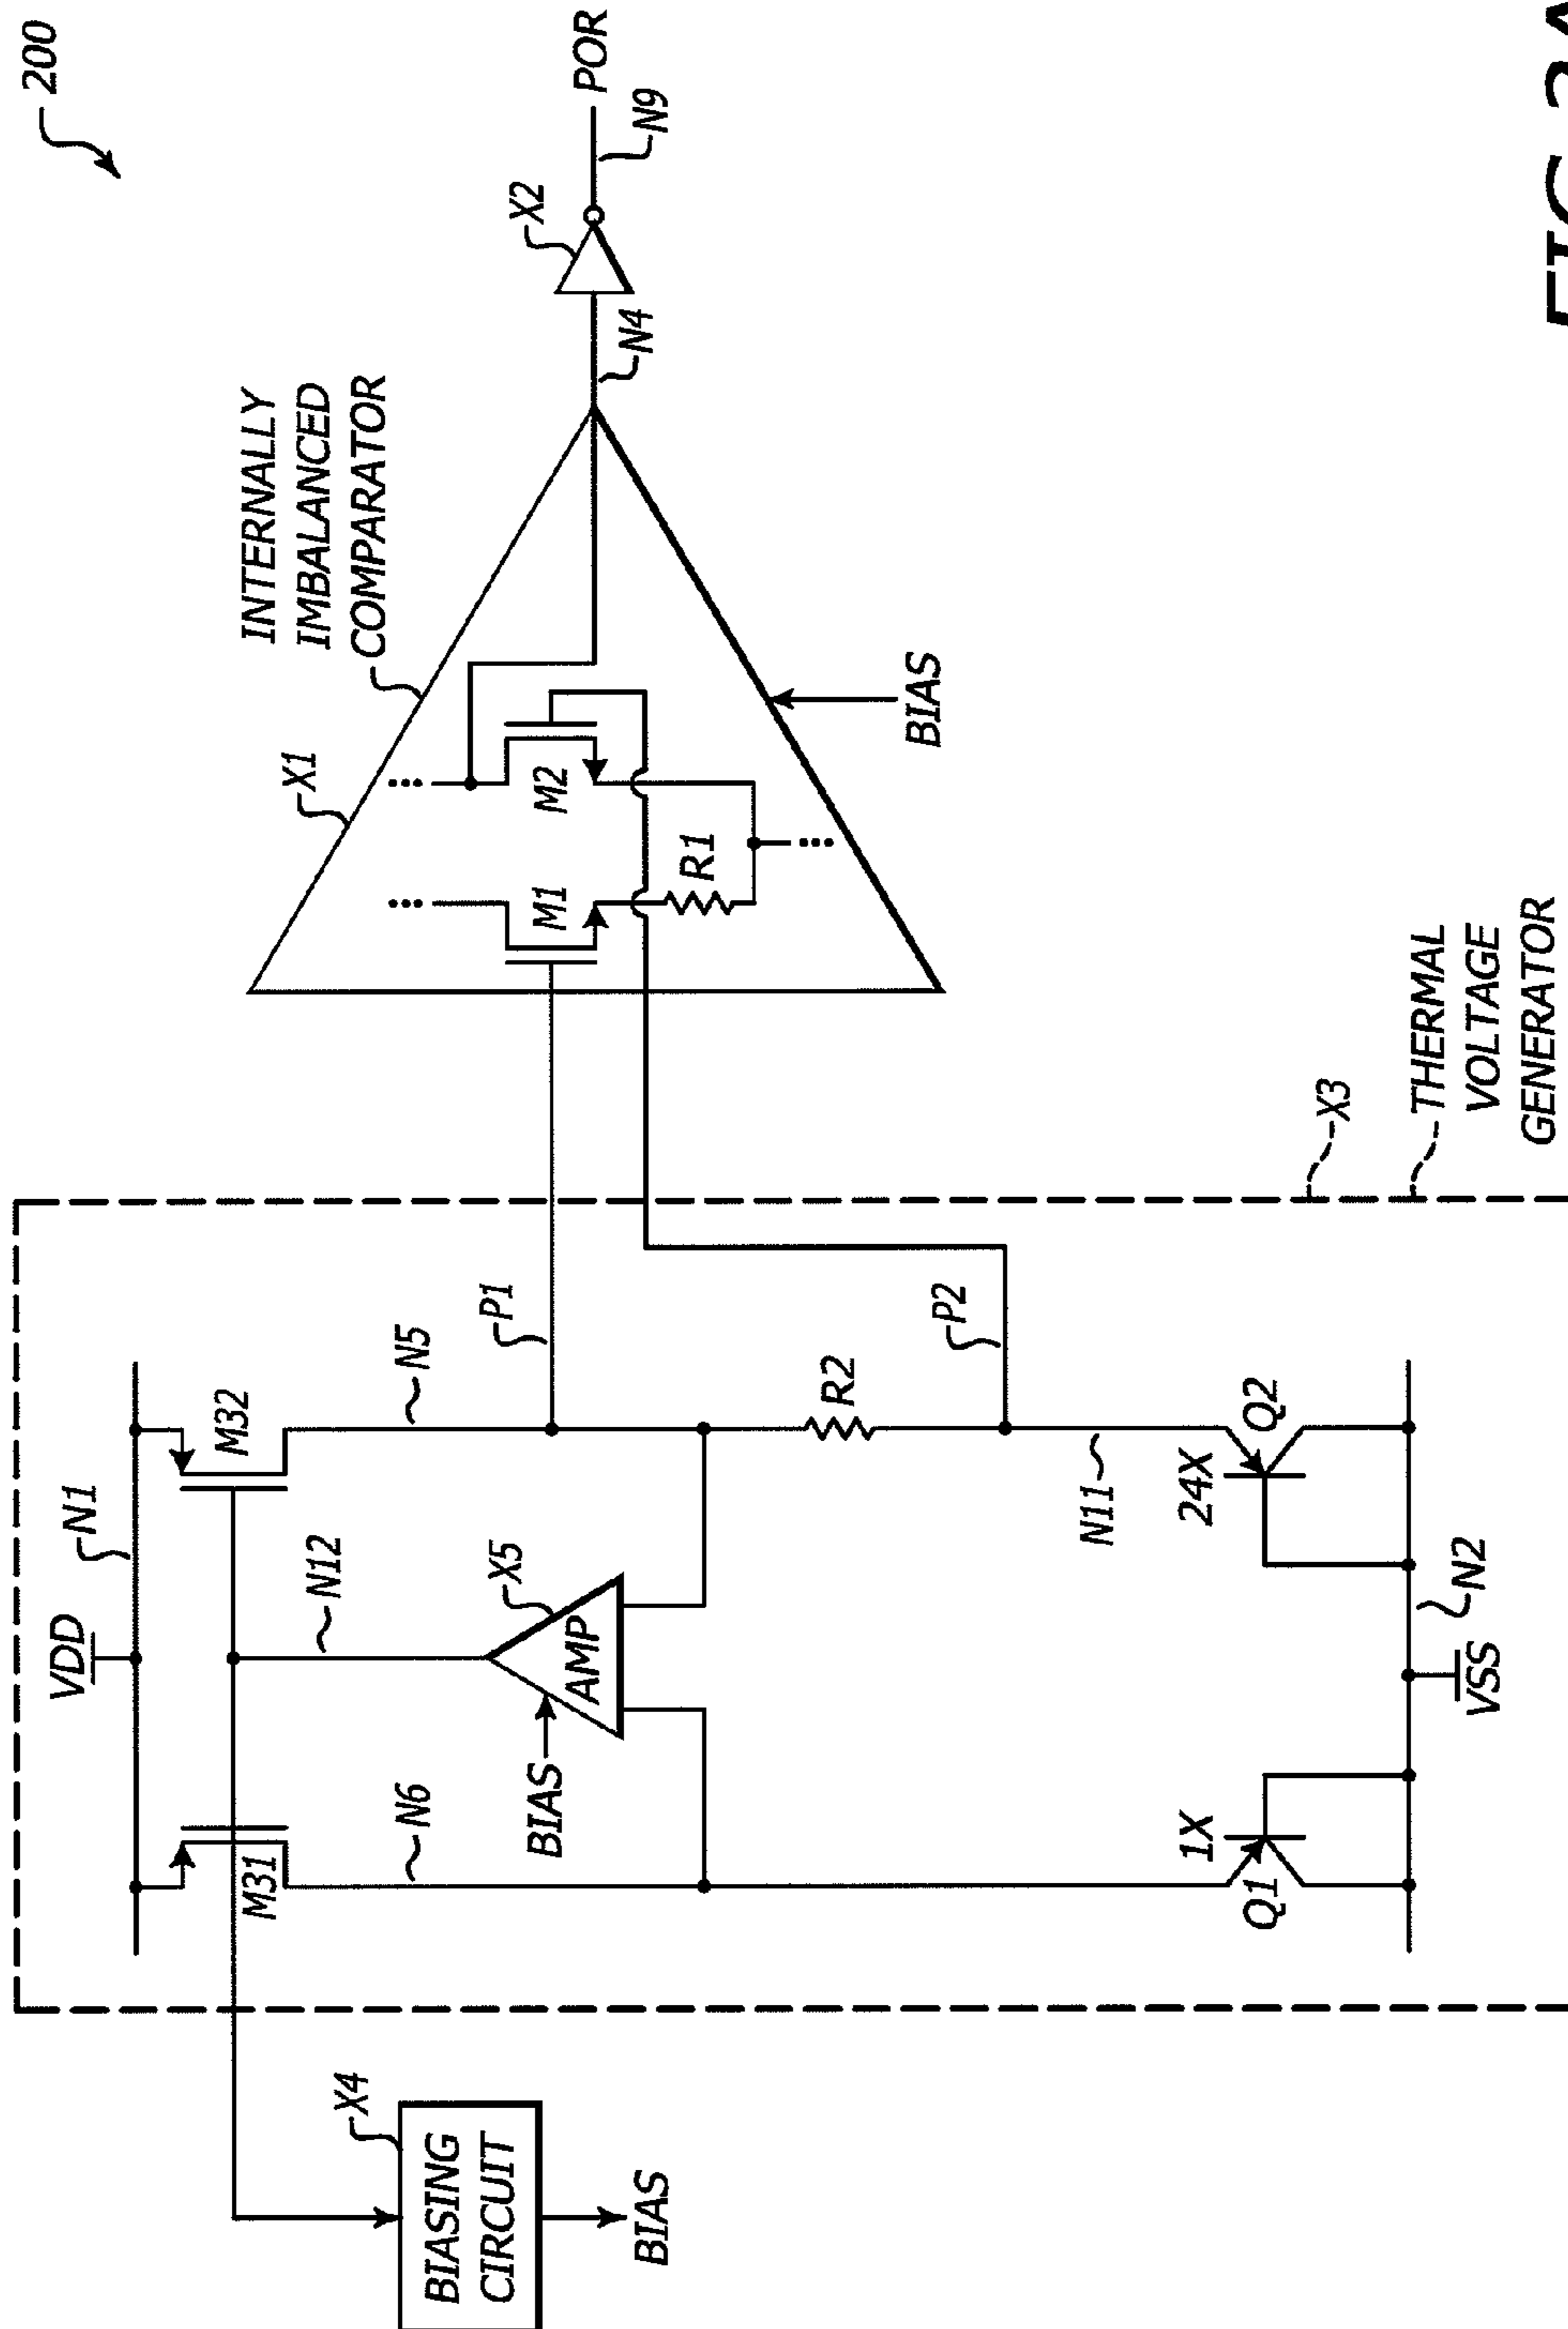 200
VDD
N1
M31
M32
N12
N6
N5
X4
BIASING
CIRCUIT
BIAS
BIAS
X5
AMP
P1
R2
P2
N11
1X
Q1
24X
Q2
N2
VSS
X3
THERMAL
VOLTAGE
GENERATOR
INTERNALLY
IMBALANCED
COMPARATOR
X1
M1
M2
R1
BIAS
N4
X2
POR
N9